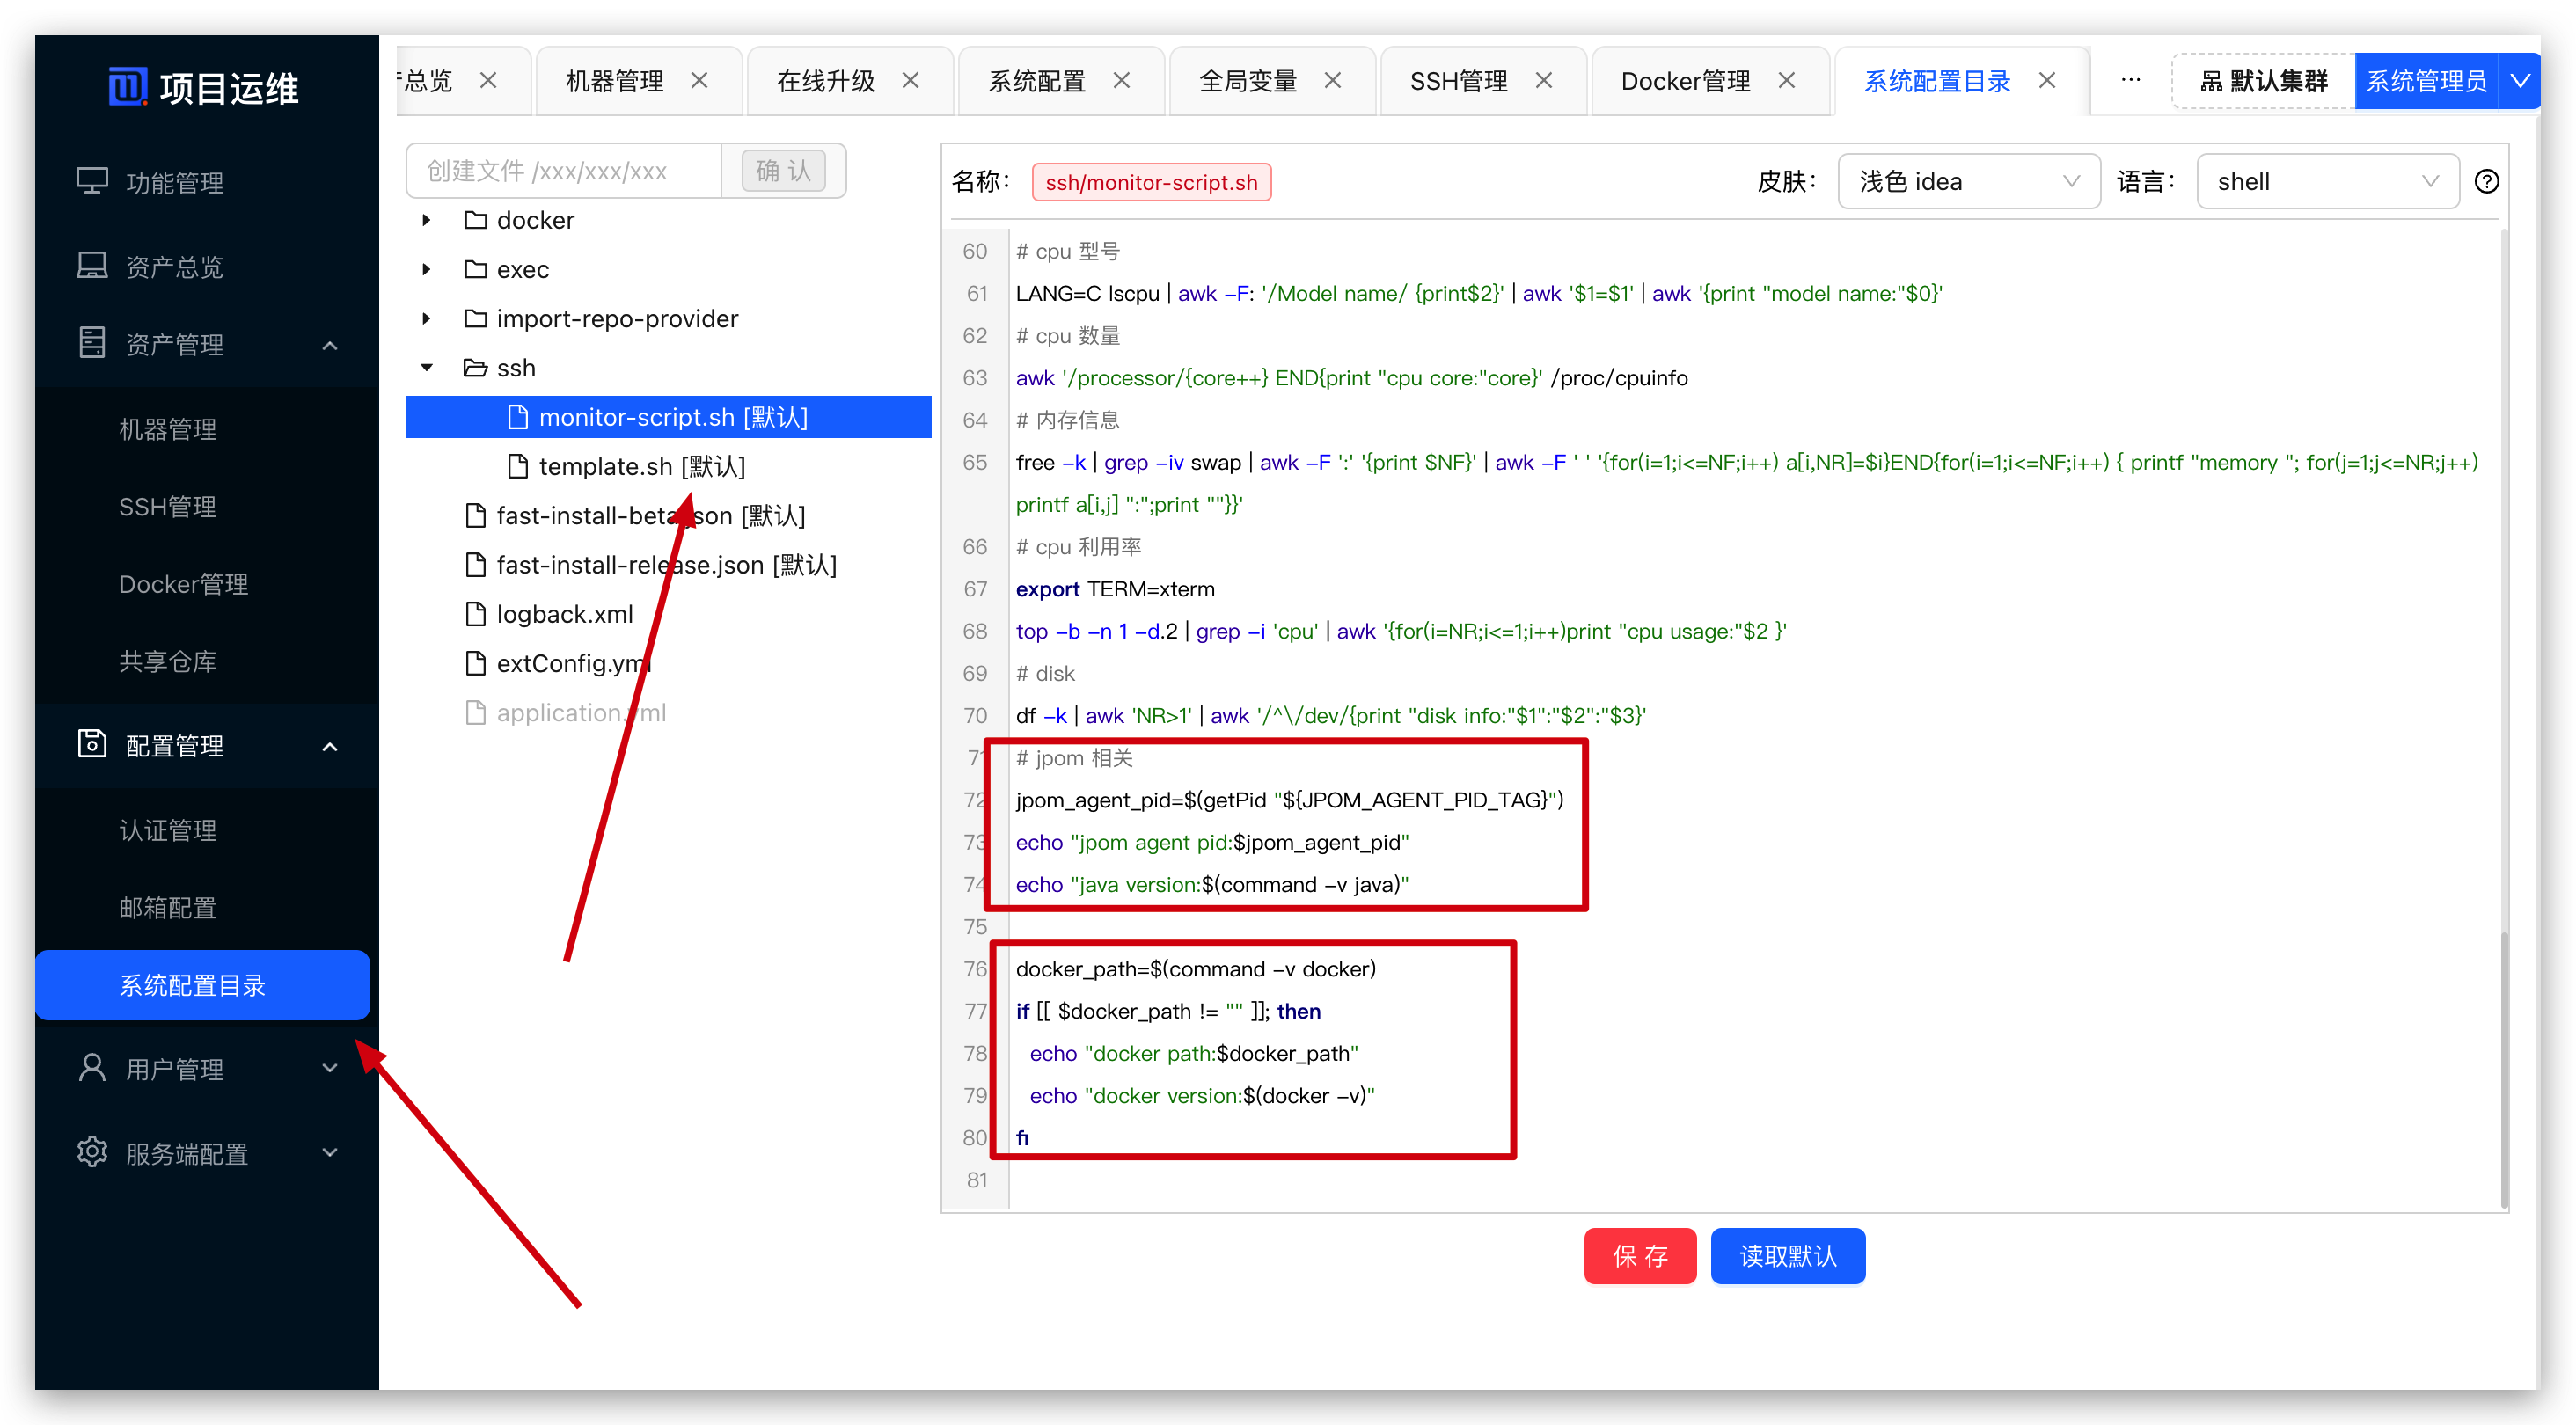 项目运维
功能管理
资产总览
资产管理
机器管理
SSH管理
Docker管理
共享仓库
配置管理
认证管理
邮箱配置
系统配置目录
用户管理
服务端配置
总览
机器管理
在线升级
系统配置
全局变量
SSH管理
Docker管理
系统配置目录
···
默认集群
系统管理员
创建文件 /xxx/xxx/xxx
确 认
docker
exec
import-repo-provider
ssh
monitor-script.sh [默认]
template.sh [默认]
fast-install-beta.json [默认]
fast-install-release.json [默认]
logback.xml
extConfig.yml
application.yml
名称：
ssh/monitor-script.sh
皮肤：
浅色 idea
语言：
shell
60 # cpu 型号
61 LANG=C lscpu | awk -F: '/Model name/ {print$2}' | awk '$1=$1' | awk '{print "model name:"$0}'
62 # cpu 数量
63 awk '/processor/{core++} END{print "cpu core:"core}' /proc/cpuinfo
64 # 内存信息
65 free -k | grep -iv swap | awk -F ':' '{print $NF}' | awk -F ' ' '{for(i=1;i<=NF;i++) a[i,NR]=$i}END{for(i=1;i<=NF;i++) { printf "memory "; for(j=1;j<=NR;j++)
printf a[i,j] ":";print ""}}'
66 # cpu 利用率
67 export TERM=xterm
68 top -b -n 1 -d.2 | grep -i 'cpu' | awk '{for(i=NR;i<=1;i++)print "cpu usage:"$2 }'
69 # disk
70 df -k | awk 'NR>1' | awk '/^\/dev/{print "disk info:"$1":"$2":"$3}'
71 # jpom 相关
72 jpom_agent_pid=$(getPid "${JPOM_AGENT_PID_TAG}")
73 echo "jpom agent pid:$jpom_agent_pid"
74 echo "java version:$(command -v java)"
75
76 docker_path=$(command -v docker)
77 if [[ $docker_path != "" ]]; then
78 echo "docker path:$docker_path"
79 echo "docker version:$(docker -v)"
80 fi
81
保 存
读取默认